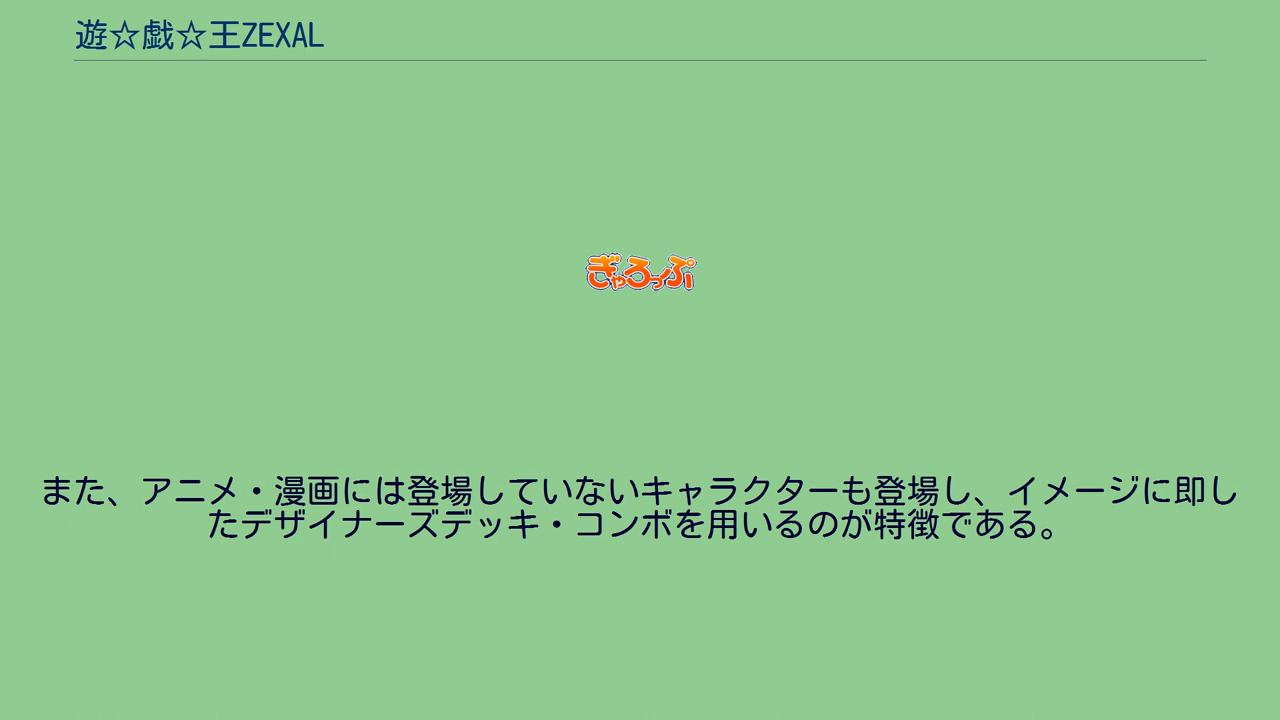 遊☆戯☆王ZEXAL
ぎゃろっぷ
また、アニメ・漫画には登場していないキャラクターも登場し、イメージに即し
たデザイナーズデッキ・コンボを用いるのが特徴である。